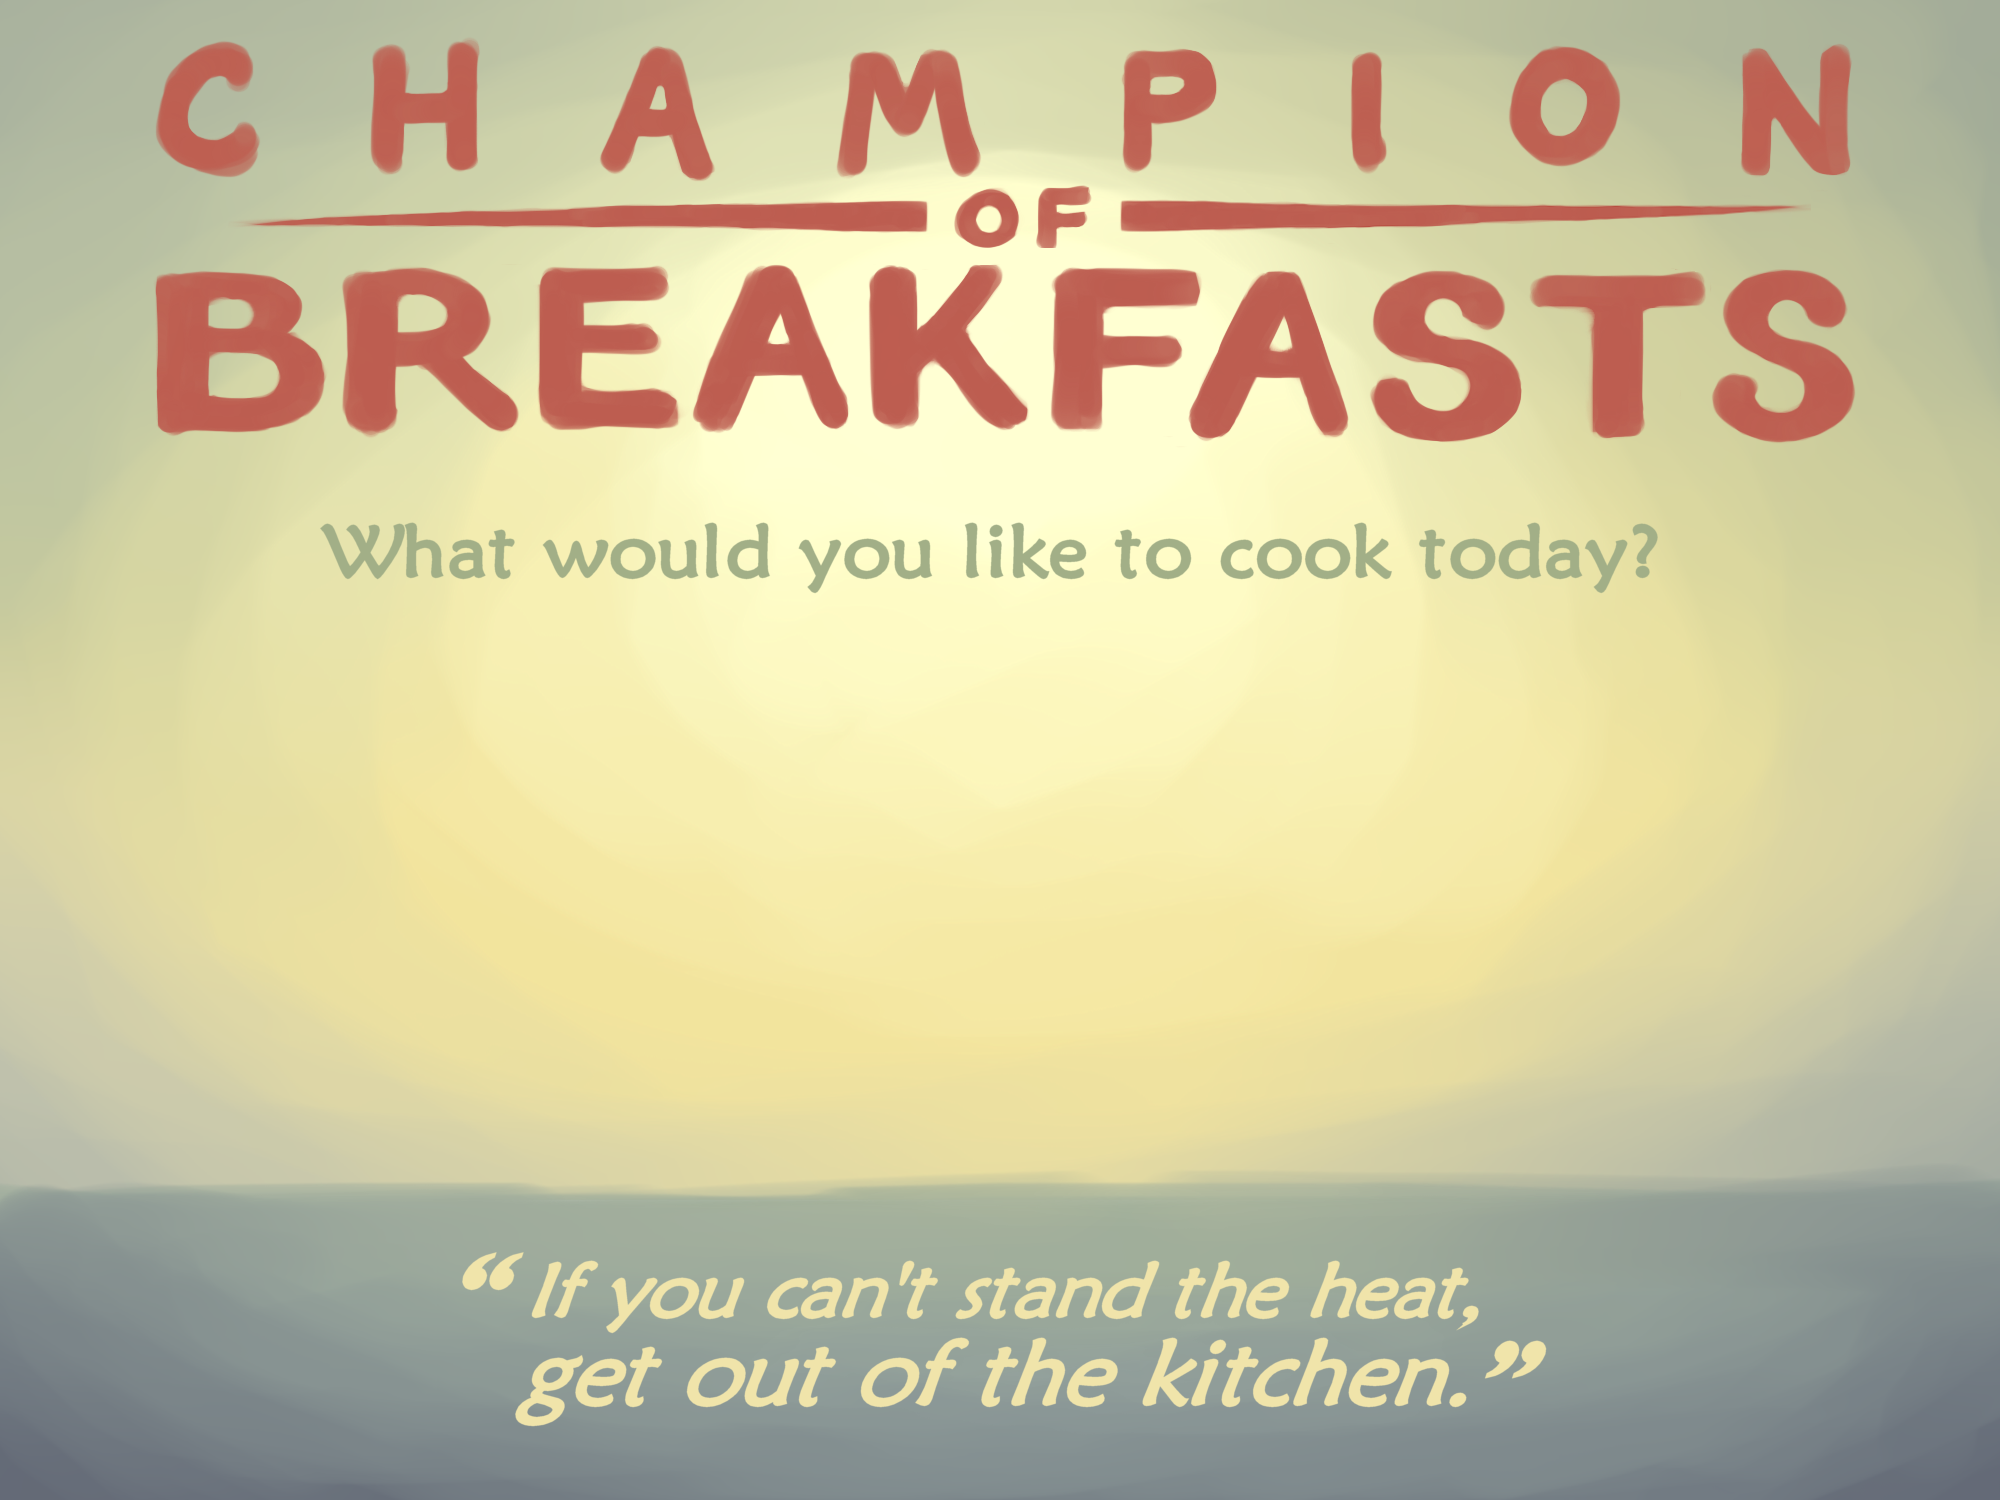 CHAMPION
OF
BREAKFASTS
What would you like to cook today?
“If you can't stand the heat,
get out of the kitchen.”